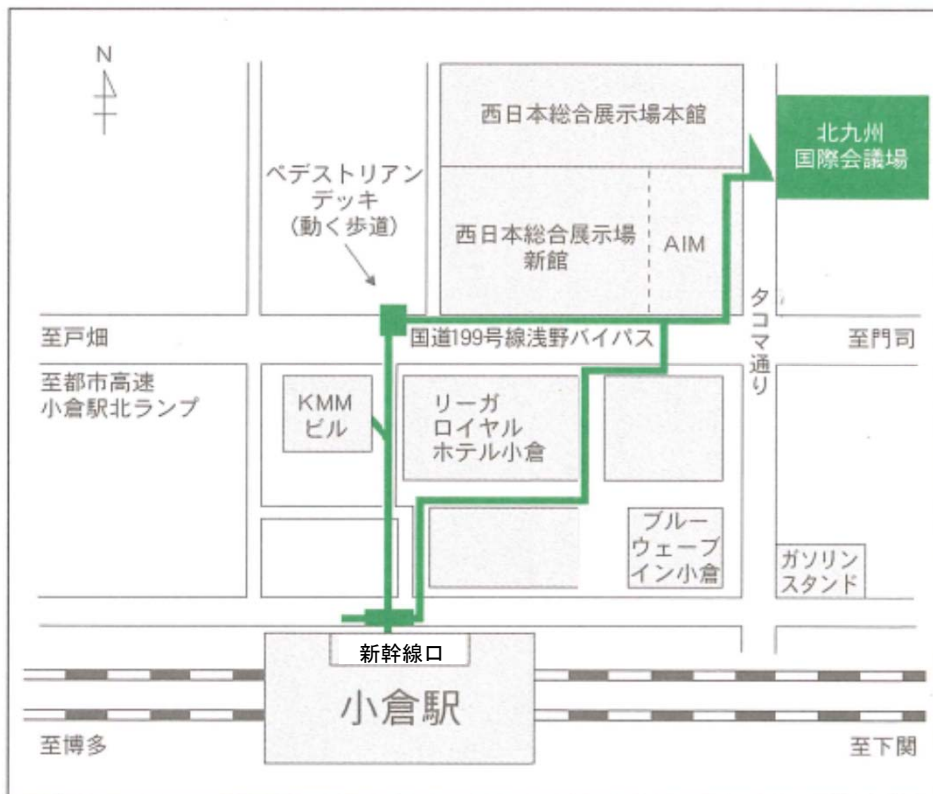 N
西日本総合展示場本館
北九州
国際会議場
ペデストリアン
デッキ
(動く歩道)
西日本総合展示場
新館
AIM
タコマ通り
至戸畑
国道199号線浅野バイパス
至門司
至都市高速
小倉駅北ランプ
KMM
ビル
リーガ
ロイヤル
ホテル小倉
ブルー
ウェーブ
イン小倉
ガソリン
スタンド
新幹線口
小倉駅
至博多
至下関